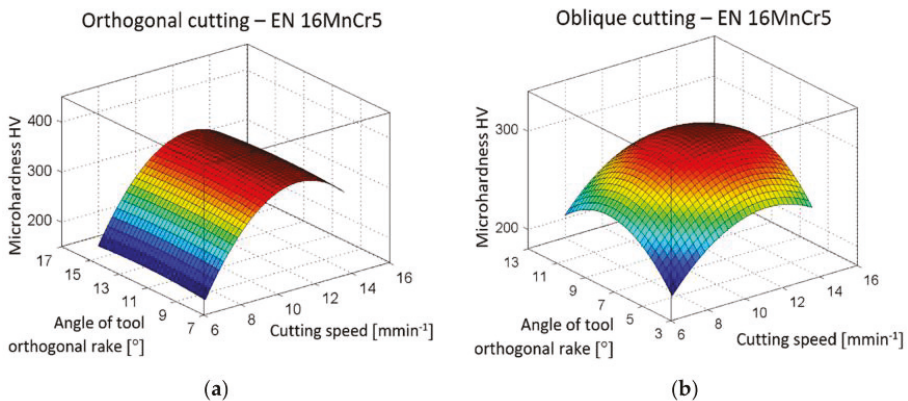 Orthogonal cutting – EN 16MnCr5
Microhardness HV
400
300
200
17
15
13
11
9
7
6
8
10
12
14
16
Angle of tool
orthogonal rake [°]
Cutting speed [mmin⁻¹]
(a)
Oblique cutting – EN 16MnCr5
Microhardness HV
300
200
13
11
9
7
5
3
6
8
10
12
14
16
Angle of tool
orthogonal rake [°]
Cutting speed [mmin⁻¹]
(b)